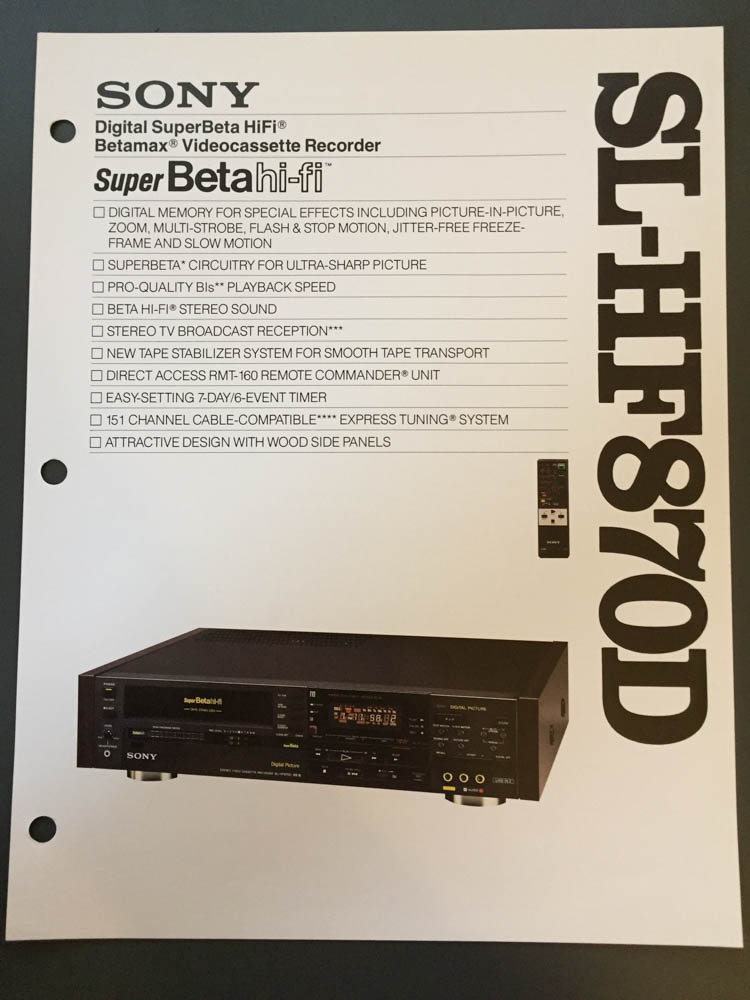 SONY
Digital SuperBeta HiFi®
Betamax® Videocassette Recorder
Super Beta hi-fi™
☐ DIGITAL MEMORY FOR SPECIAL EFFECTS INCLUDING PICTURE-IN-PICTURE,
ZOOM, MULTI-STROBE, FLASH & STOP MOTION, JITTER-FREE FREEZE-
FRAME AND SLOW MOTION
☐ SUPERBETA* CIRCUITRY FOR ULTRA-SHARP PICTURE
☐ PRO-QUALITY BIs** PLAYBACK SPEED
☐ BETA HI-FI® STEREO SOUND
☐ STEREO TV BROADCAST RECEPTION***
☐ NEW TAPE STABILIZER SYSTEM FOR SMOOTH TAPE TRANSPORT
☐ DIRECT ACCESS RMT-160 REMOTE COMMANDER® UNIT
☐ EASY-SETTING 7-DAY/6-EVENT TIMER
☐ 151 CHANNEL CABLE-COMPATIBLE**** EXPRESS TUNING® SYSTEM
☐ ATTRACTIVE DESIGN WITH WOOD SIDE PANELS
SL-HF870D
SONY
Super Beta hi-fi
DIGITAL PICTURE
SuperBeta
SONY
Digital Picture